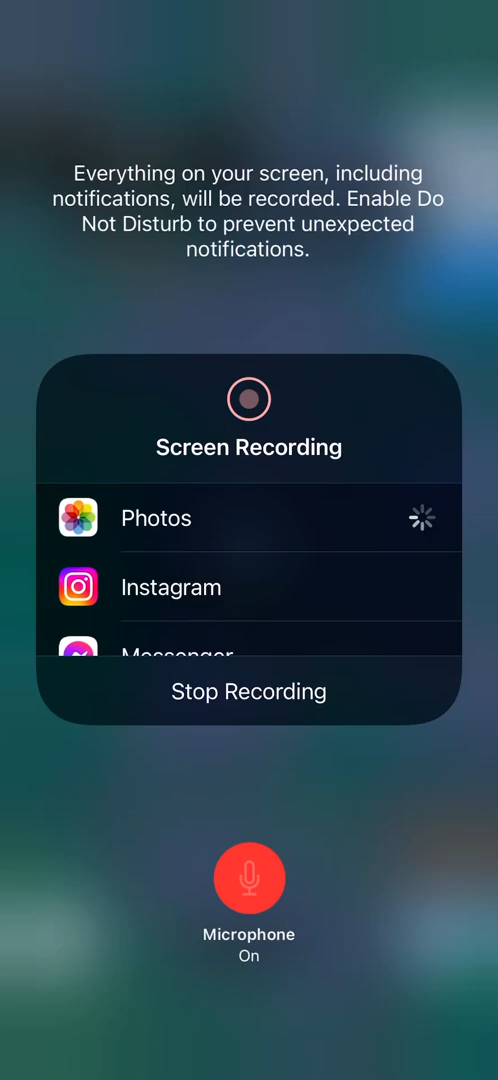 Everything on your screen, including
notifications, will be recorded. Enable Do
Not Disturb to prevent unexpected
notifications.
Screen Recording
Photos
Instagram
Messenger
Stop Recording
Microphone
On